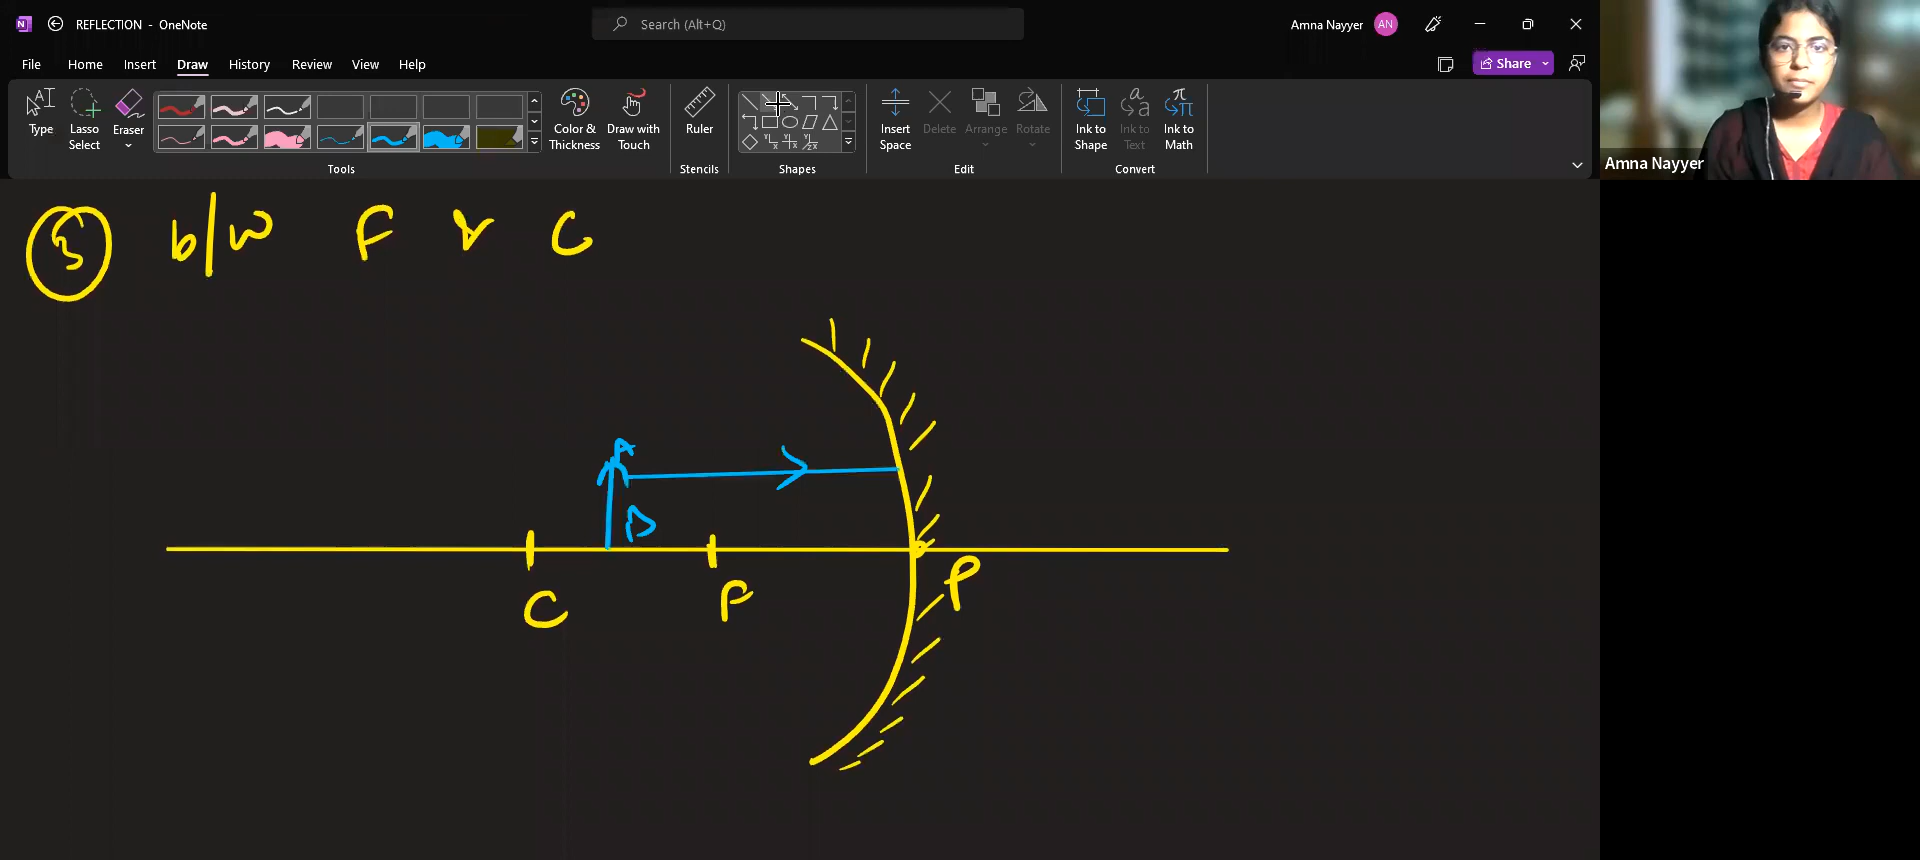 REFLECTION - OneNote
Search (Alt+Q)
Amna Nayyer
AN
File Home Insert Draw History Review View Help
Share
Type
Lasso Select
Eraser
Color & Thickness
Draw with Touch
Ruler
Insert Space
Delete
Arrange
Rotate
Ink to Shape
Ink to Text
Ink to Math
Tools
Stencils
Shapes
Edit
Convert
Amna Nayyer
3 b/w F & C
A
B
C
F
P